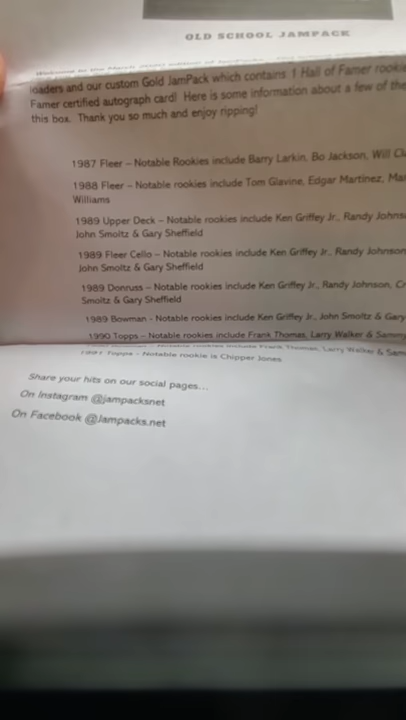 OLD SCHOOL JAMPACK
loaders and our custom Gold JamPack which contains 1 Hall of Famer rookie
Famer certified autograph card! Here is some information about a few of the
this box. Thank you so much and enjoy ripping!
1987 Fleer – Notable Rookies include Barry Larkin, Bo Jackson, Will
1988 Fleer – Notable rookies include Tom Glavine, Edgar Martinez,
Williams
1989 Upper Deck – Notable rookies include Ken Griffey Jr., Randy
John Smoltz & Gary Sheffield
1989 Fleer Cello – Notable rookies include Ken Griffey Jr., Randy Johnson
John Smoltz & Gary Sheffield
1989 Donruss – Notable rookies include Ken Griffey Jr., Randy Johnson,
Smoltz & Gary Sheffield
1989 Bowman - Notable rookies include Ken Griffey Jr., John Smoltz & Gary
1990 Topps – Notable rookies include Frank Thomas, Larry Walker & Sammy
1991 Topps - Notable rookie is Chipper Jones
Share your hits on our social pages...
On Instagram @jampacksnet
On Facebook @Jampacks.net